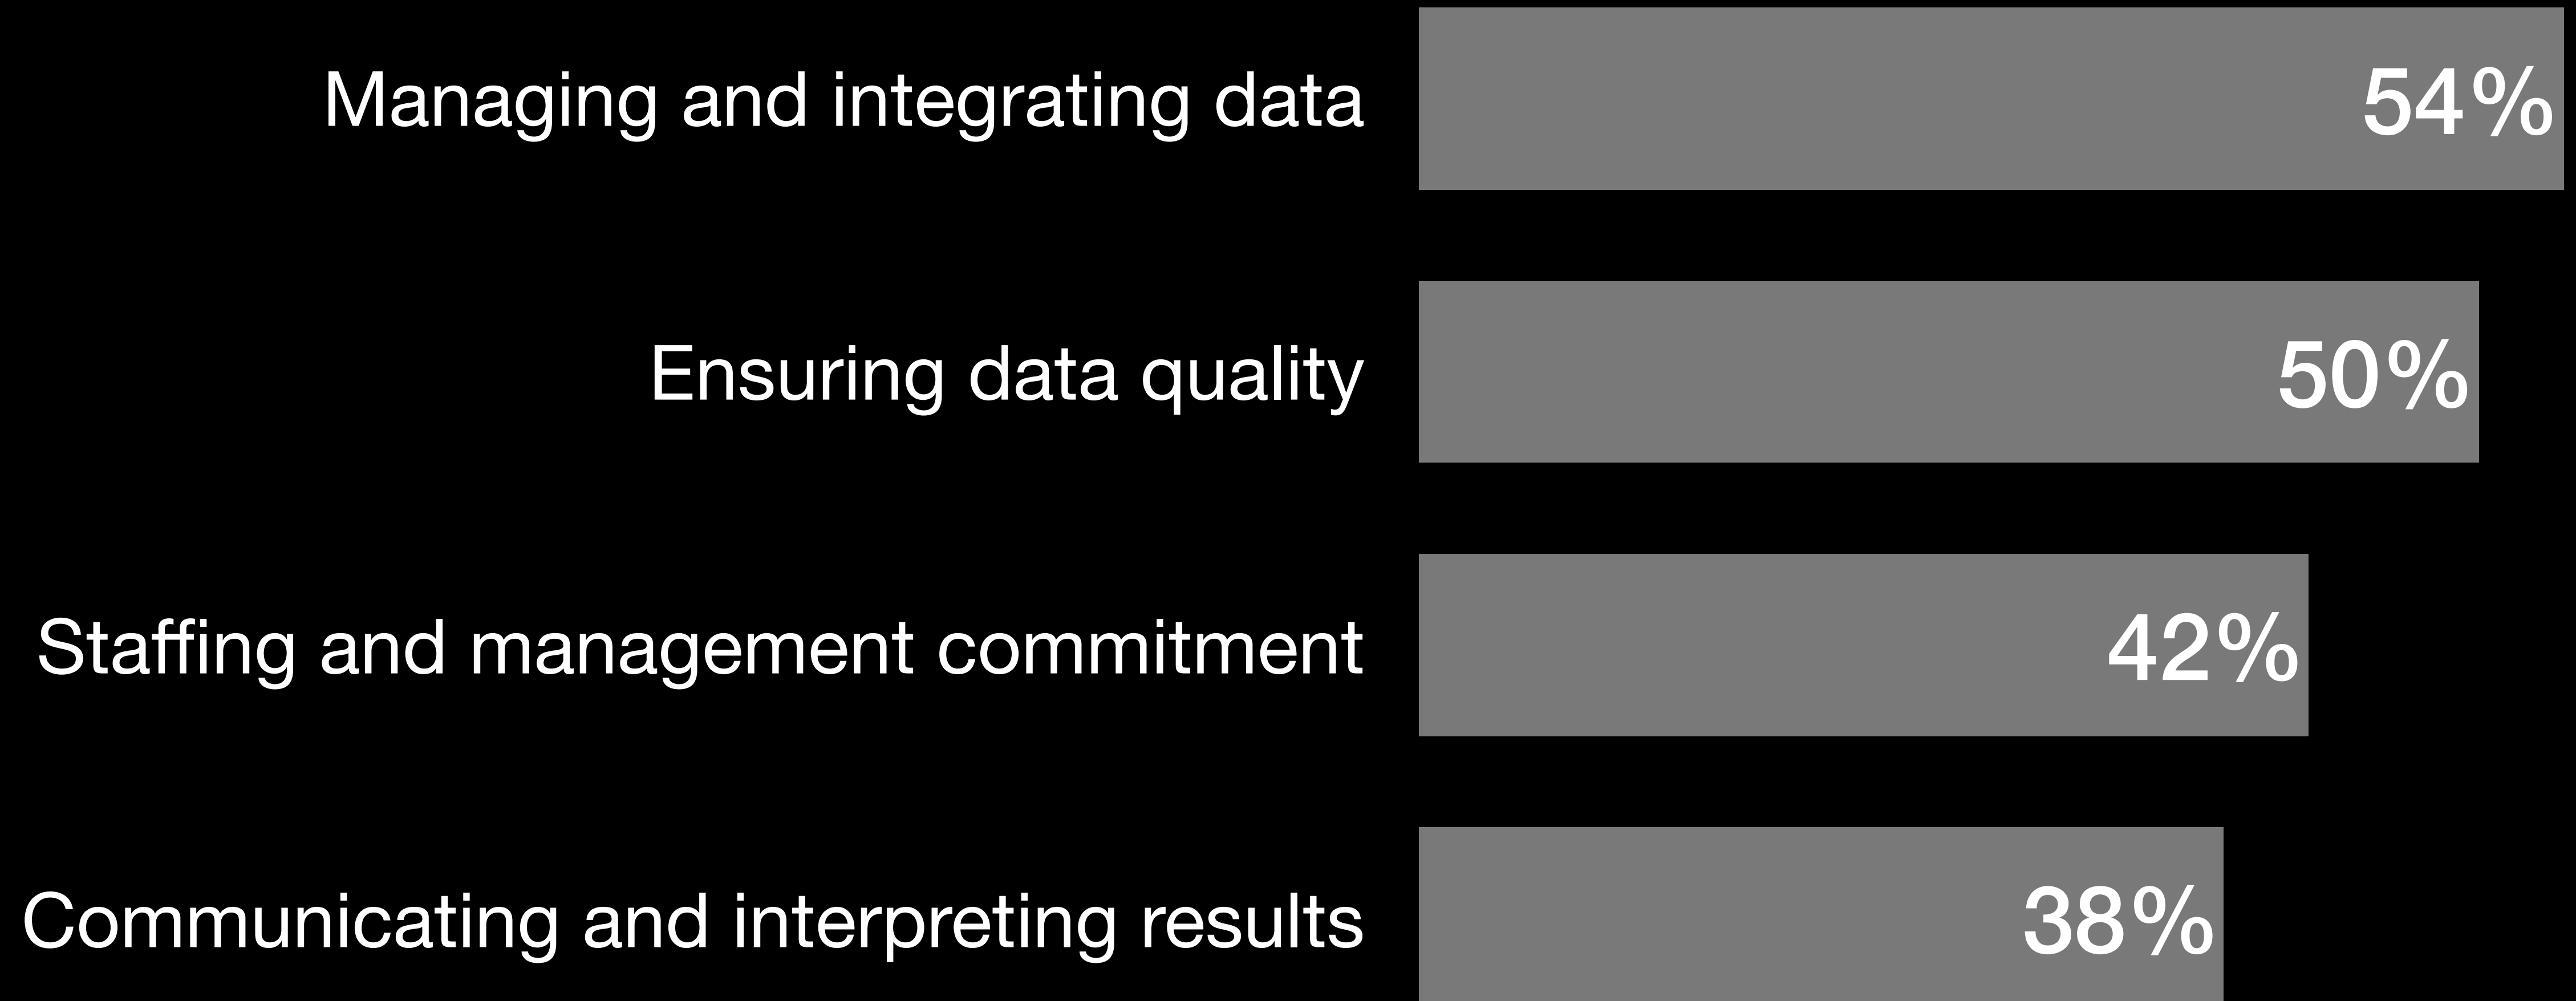 Managing and integrating data 54%
Ensuring data quality 50%
Staffing and management commitment 42%
Communicating and interpreting results 38%